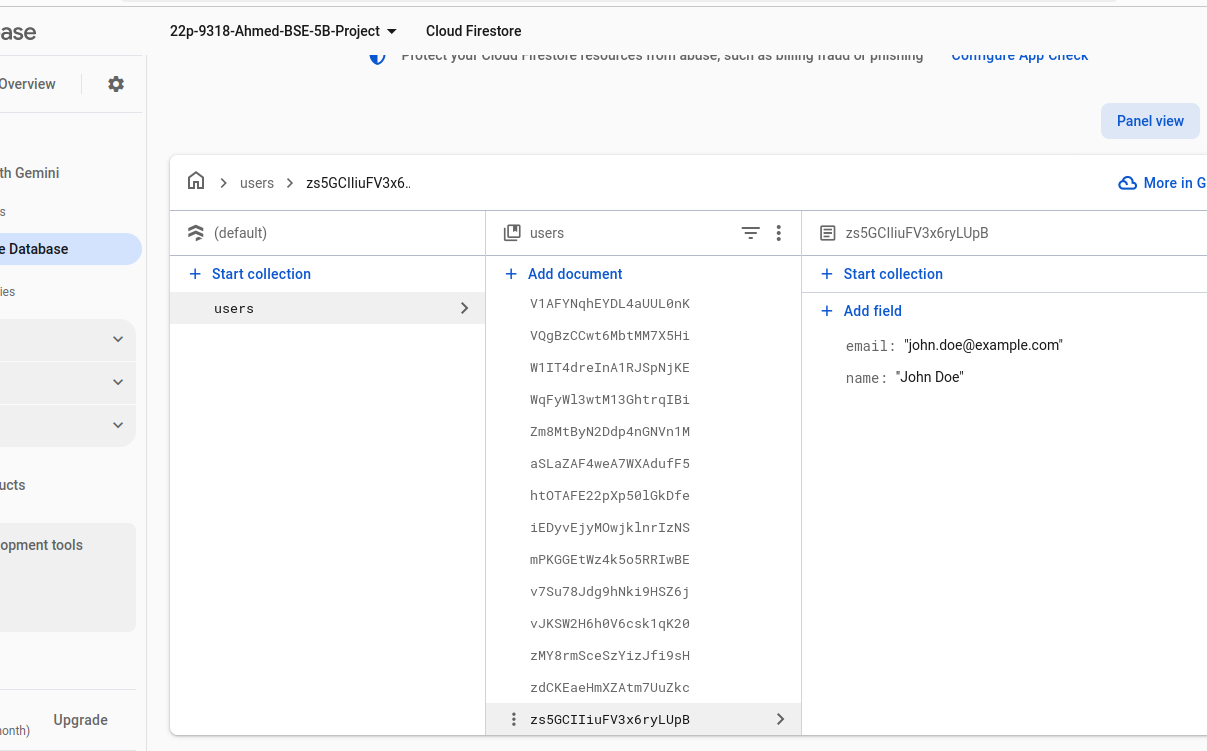 ase
22p-9318-Ahmed-BSE-5B-Project
Cloud Firestore
Overview
Protect your Cloud Firestore resources from abuse, such as billing fraud or phishing
Configure App Check
Panel view
th Gemini
s
e Database
ies
ucts
opment tools
nonth)
Upgrade
users
zs5GCIIiuFV3x6..
More in G
(default)
users
zs5GCIIiuFV3x6ryLUpB
Start collection
Add document
Start collection
users
V1AFYNqhEYDL4aUUL0nK
VQgBzCCwt6MbtMM7X5Hi
W1IT4dreInA1RJSpNjKE
WqFyWl3wtM13GhtrqIBi
Zm8MtByN2Ddp4nGNVn1M
aSLaZAF4weA7WXAdufF5
htOTAFE22pXp50lGkDfe
iEDyvEjyMOwjklnrIzNS
mPKGGEtWz4k5o5RRIwBE
v7Su78Jdg9hNki9HSZ6j
vJKSW2H6h0V6csk1qK20
zMY8rmSceSzYizJfi9sH
zdCKEaeHmXZAtm7UuZkc
zs5GCIIiuFV3x6ryLUpB
Add field
email: "john.doe@example.com"
name: "John Doe"